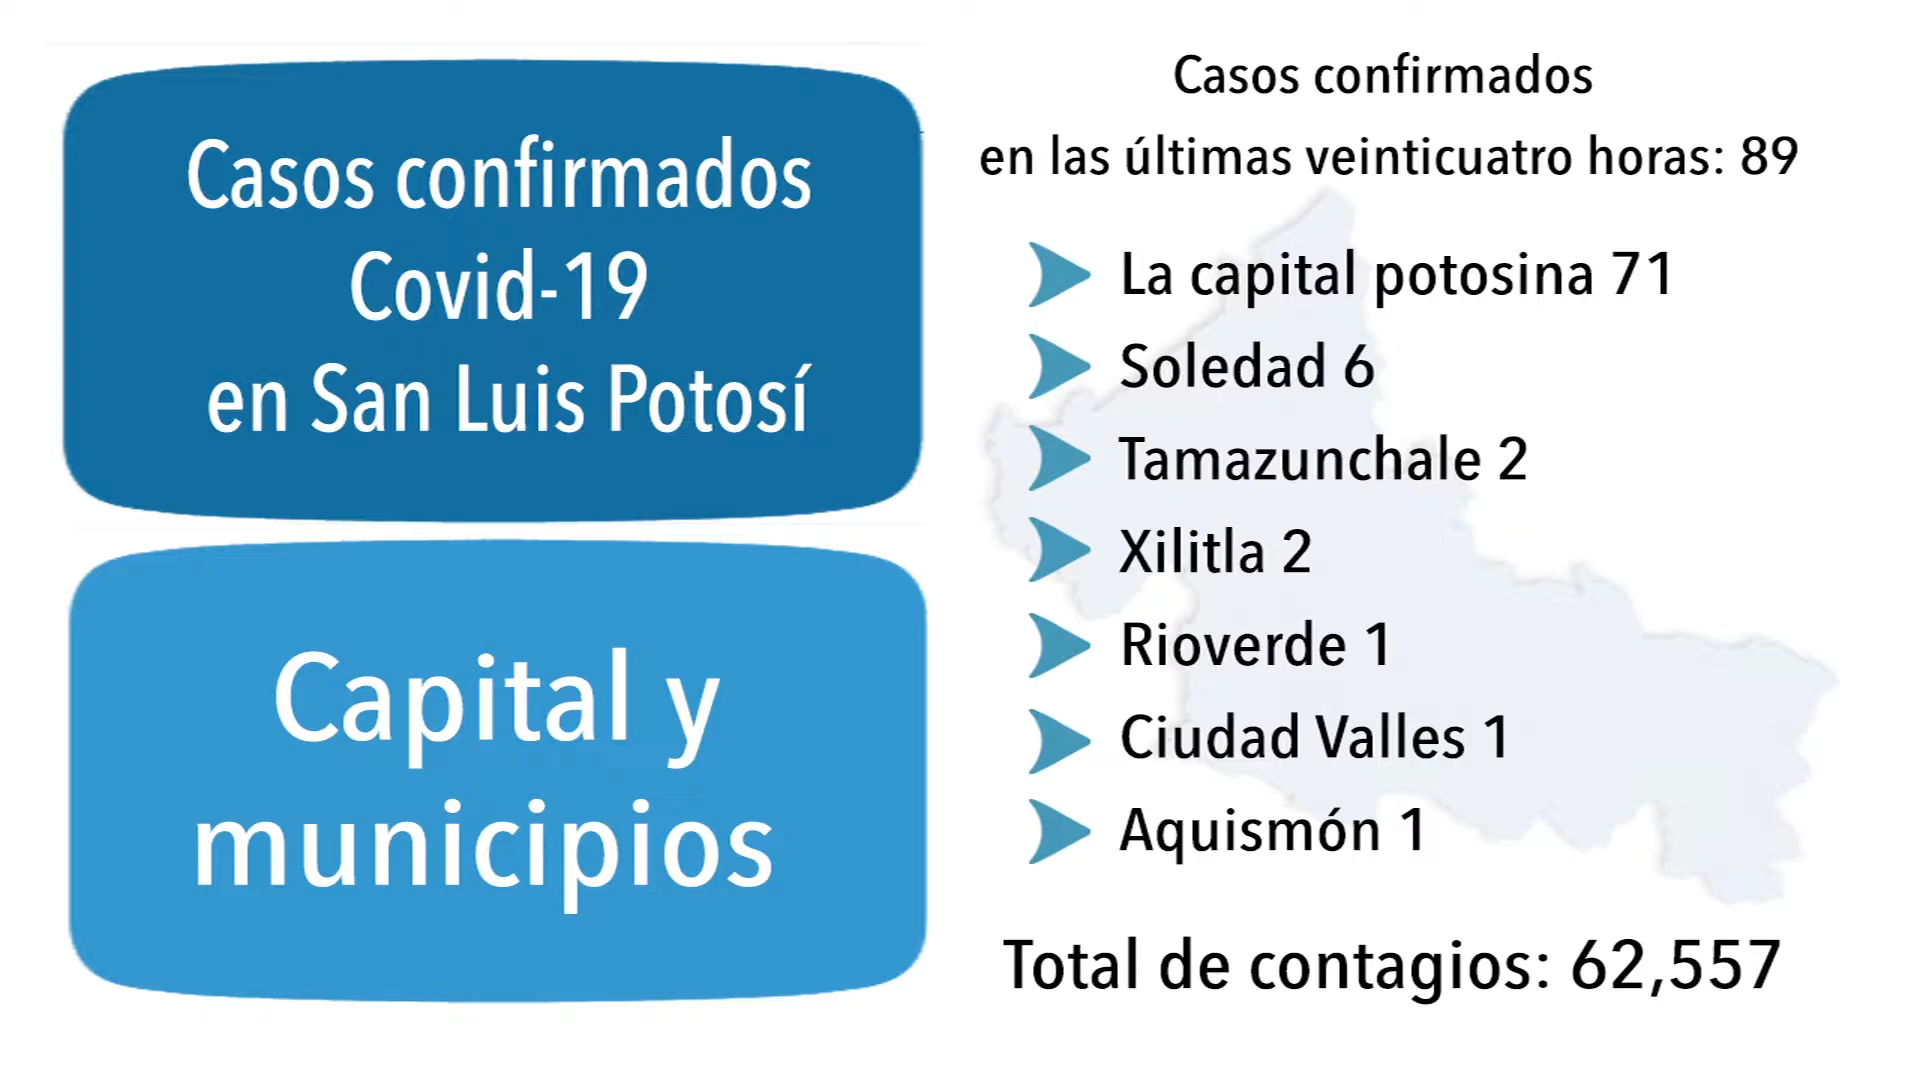 Casos confirmados
Covid-19
en San Luis Potosí
Capital y
municipios
Casos confirmados
en las últimas veinticuatro horas: 89
La capital potosina 71
Soledad 6
Tamazunchale 2
Xilitla 2
Rioverde 1
Ciudad Valles 1
Aquismón 1
Total de contagios: 62,557